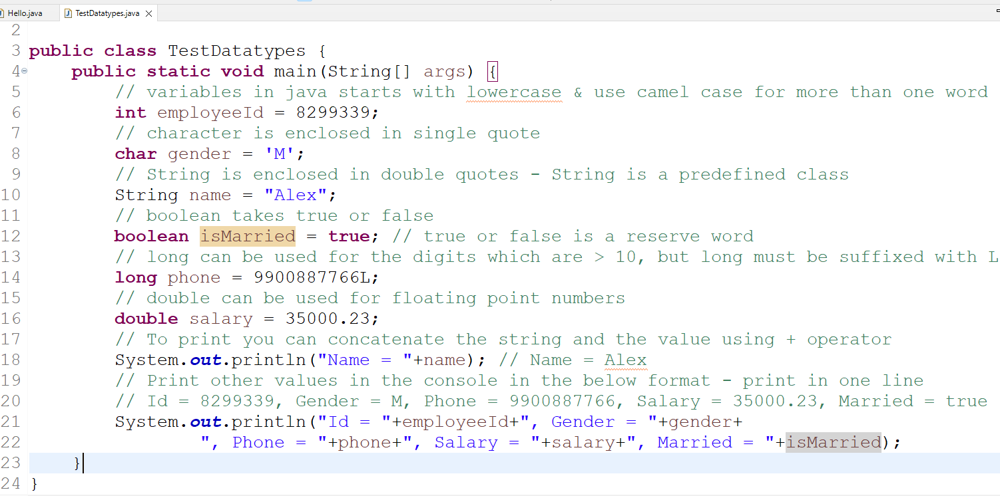 Hello.java TestDatatypes.java
2
3 public class TestDatatypes {
4 public static void main(String[] args) {
5 // variables in java starts with lowercase & use camel case for more than one word
6 int employeeId = 8299339;
7 // character is enclosed in single quote
8 char gender = 'M';
9 // String is enclosed in double quotes - String is a predefined class
10 String name = "Alex";
11 // boolean takes true or false
12 boolean isMarried = true; // true or false is a reserve word
13 // long can be used for the digits which are > 10, but long must be suffixed with L
14 long phone = 9900887766L;
15 // double can be used for floating point numbers
16 double salary = 35000.23;
17 // To print you can concatenate the string and the value using + operator
18 System.out.println("Name = "+name); // Name = Alex
19 // Print other values in the console in the below format - print in one line
20 // Id = 8299339, Gender = M, Phone = 9900887766, Salary = 35000.23, Married = true
21 System.out.println("Id = "+employeeId+", Gender = "+gender+
22 ", Phone = "+phone+", Salary = "+salary+", Married = "+isMarried);
23 }
24 }